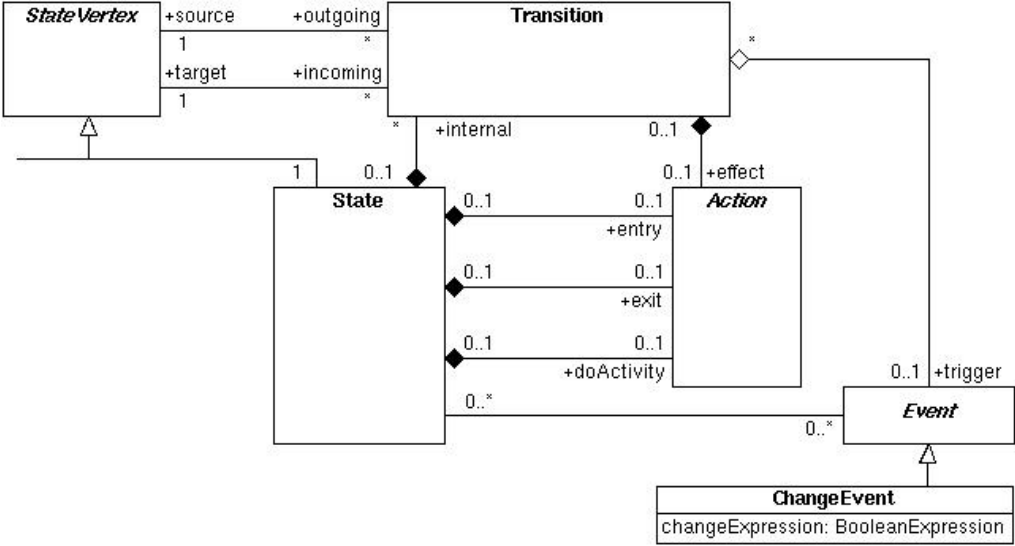 StateVertex
+source
+outgoing
1
*
+target
+incoming
1
*
Transition
*
*
+internal
0..1
1
0..1
0..1
+effect
State
Action
0..1
0..1
+entry
0..1
0..1
+exit
0..1
0..1
+doActivity
0..*
0..*
0..1
+trigger
Event
ChangeEvent
changeExpression: BooleanExpression